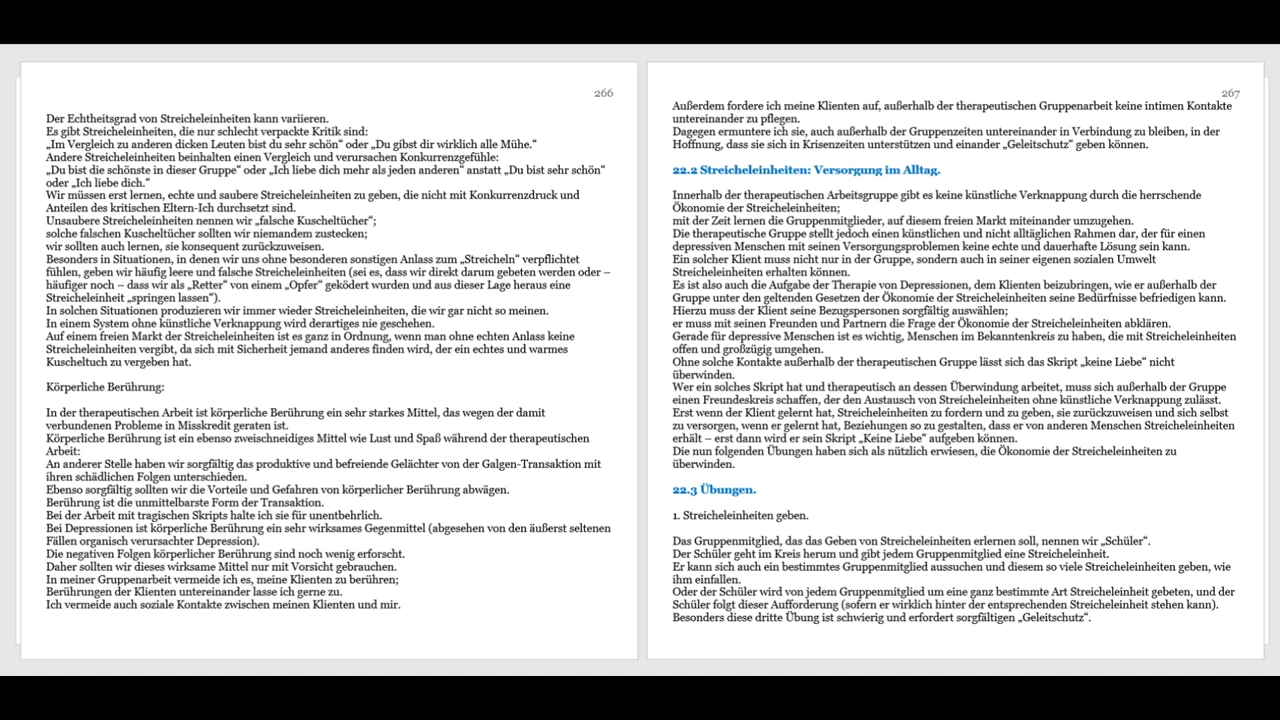 266
Der Echtheitsgrad von Streicheleinheiten kann variieren.
Es gibt Streicheleinheiten, die nur schlecht verpackte Kritik sind:
„Im Vergleich zu anderen dicken Leuten bist du sehr schön“ oder „Du gibst dir wirklich alle Mühe.“
Andere Streicheleinheiten beinhalten einen Vergleich und verursachen Konkurrenzgefühle:
„Du bist die schönste in dieser Gruppe“ oder „Ich liebe dich mehr als jeden anderen“ anstatt „Du bist sehr schön“
oder „Ich liebe dich.“
Wir müssen erst lernen, echte und saubere Streicheleinheiten zu geben, die nicht mit Konkurrenzdruck und
Anteilen des kritischen Eltern-Ich durchsetzt sind.
Unsaubere Streicheleinheiten nennen wir „falsche Kuscheltücher“;
solche falschen Kuscheltücher sollten wir niemandem zustecken;
wir sollten auch lernen, sie konsequent zurückzuweisen.
Besonders in Situationen, in denen wir uns ohne besonderen sonstigen Anlass zum „Streicheln“ verpflichtet
fühlen, geben wir häufig leere und falsche Streicheleinheiten (sei es, dass wir direkt darum gebeten werden oder –
häufiger noch – dass wir als „Retter“ von einem „Opfer“ geködert wurden und aus dieser Lage heraus eine
Streicheleinheit „springen lassen“).
In solchen Situationen produzieren wir immer wieder Streicheleinheiten, die wir gar nicht so meinen.
In einem System ohne künstliche Verknappung wird derartiges nie geschehen.
Auf einem freien Markt der Streicheleinheiten ist es ganz in Ordnung, wenn man ohne echten Anlass keine
Streicheleinheiten vergibt, da sich mit Sicherheit jemand anderes finden wird, der ein echtes und warmes
Kuscheltuch zu vergeben hat.
Körperliche Berührung:
In der therapeutischen Arbeit ist körperliche Berührung ein sehr starkes Mittel, das wegen der damit
verbundenen Probleme in Misskredit geraten ist.
Körperliche Berührung ist ein ebenso zweischneidiges Mittel wie Lust und Spaß während der therapeutischen
Arbeit:
An anderer Stelle haben wir sorgfältig das produktive und befreiende Gelächter von der Galgen-Transaktion mit
ihren schädlichen Folgen unterschieden.
Ebenso sorgfältig sollten wir die Vorteile und Gefahren von körperlicher Berührung abwägen.
Berührung ist die unmittelbarste Form der Transaktion.
Bei der Arbeit mit tragischen Skripts halte ich sie für unentbehrlich.
Bei Depressionen ist körperliche Berührung ein sehr wirksames Gegenmittel (abgesehen von den äußerst seltenen
Fällen organisch verursachter Depression).
Die negativen Folgen körperlicher Berührung sind noch wenig erforscht.
Daher sollten wir dieses wirksame Mittel nur mit Vorsicht gebrauchen.
In meiner Gruppenarbeit vermeide ich es, meine Klienten zu berühren;
Berührungen der Klienten untereinander lasse ich gerne zu.
Ich vermeide auch soziale Kontakte zwischen meinen Klienten und mir.
267
Außerdem fordere ich meine Klienten auf, außerhalb der therapeutischen Gruppenarbeit keine intimen Kontakte
untereinander zu pflegen.
Dagegen ermuntere ich sie, auch außerhalb der Gruppenzeiten untereinander in Verbindung zu bleiben, in der
Hoffnung, dass sie sich in Krisenzeiten unterstützen und einander „Geleitschutz“ geben können.
22.2 Streicheleinheiten: Versorgung im Alltag.
Innerhalb der therapeutischen Arbeitsgruppe gibt es keine künstliche Verknappung durch die herrschende
Ökonomie der Streicheleinheiten;
mit der Zeit lernen die Gruppenmitglieder, auf diesem freien Markt miteinander umzugehen.
Die therapeutische Gruppe stellt jedoch einen künstlichen und nicht alltäglichen Rahmen dar, der für einen
depressiven Menschen mit seinen Versorgungsproblemen keine echte und dauerhafte Lösung sein kann.
Ein solcher Klient muss nicht nur in der Gruppe, sondern auch in seiner eigenen sozialen Umwelt
Streicheleinheiten erhalten können.
Es ist also auch die Aufgabe der Therapie von Depressionen, dem Klienten beizubringen, wie er außerhalb der
Gruppe unter den geltenden Gesetzen der Ökonomie der Streicheleinheiten seine Bedürfnisse befriedigen kann.
Hierzu muss der Klient seine Bezugspersonen sorgfältig auswählen;
er muss mit seinen Freunden und Partnern die Frage der Ökonomie der Streicheleinheiten abklären.
Gerade für depressive Menschen ist es wichtig, Menschen im Bekanntenkreis zu haben, die mit Streicheleinheiten
offen und großzügig umgehen.
Ohne solche Kontakte außerhalb der therapeutischen Gruppe lässt sich das Skript „keine Liebe“ nicht
überwinden.
Wer ein solches Skript hat und therapeutisch an dessen Überwindung arbeitet, muss sich außerhalb der Gruppe
einen Freundeskreis schaffen, der den Austausch von Streicheleinheiten ohne künstliche Verknappung zulässt.
Erst wenn der Klient gelernt hat, Streicheleinheiten zu fordern und zu geben, sie zurückzuweisen und sich selbst
zu versorgen, wenn er gelernt hat, Beziehungen so zu gestalten, dass er von anderen Menschen Streicheleinheiten
erhält – erst dann wird er sein Skript „Keine Liebe“ aufgeben können.
Die nun folgenden Übungen haben sich als nützlich erwiesen, die Ökonomie der Streicheleinheiten zu
überwinden.
22.3 Übungen.
1. Streicheleinheiten geben.
Das Gruppenmitglied, das das Geben von Streicheleinheiten erlernen soll, nennen wir „Schüler“.
Der Schüler geht im Kreis herum und gibt jedem Gruppenmitglied eine Streicheleinheit.
Er kann sich auch ein bestimmtes Gruppenmitglied aussuchen und diesem so viele Streicheleinheiten geben, wie
ihm einfallen.
Oder der Schüler wird von jedem Gruppenmitglied um eine ganz bestimmte Art Streicheleinheit gebeten, und der
Schüler folgt dieser Aufforderung (sofern er wirklich hinter der entsprechenden Streicheleinheit stehen kann).
Besonders diese dritte Übung ist schwierig und erfordert sorgfältigen „Geleitschutz“.